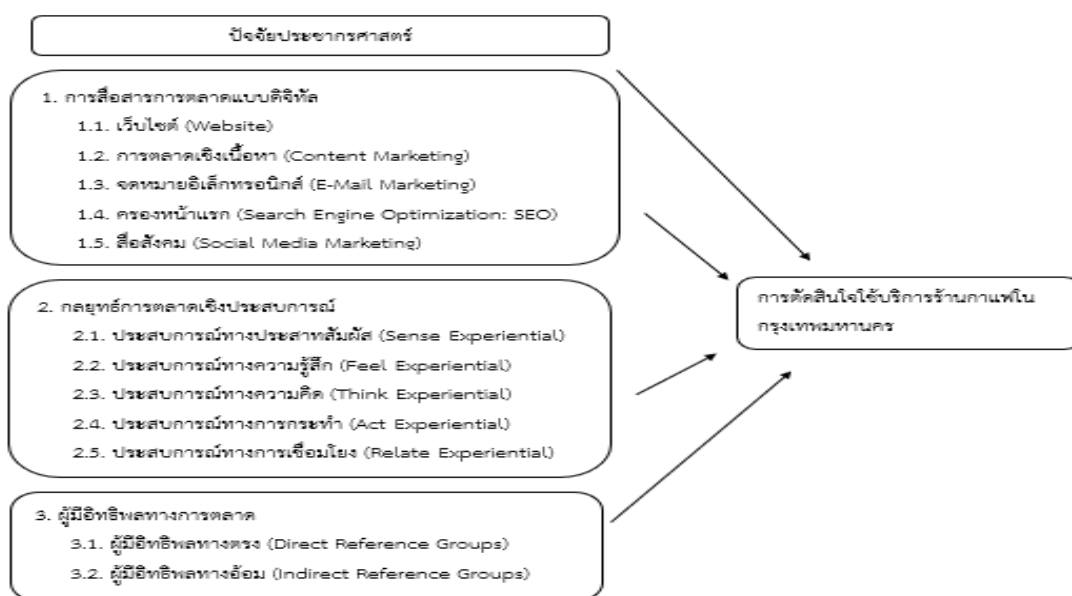 ปัจจัยประชากรศาสตร์
1. การสื่อสารการตลาดแบบดิจิทัล
1.1. เว็บไซต์ (Website)
1.2. การตลาดเชิงเนื้อหา (Content Marketing)
1.3. จดหมายอิเล็กทรอนิกส์ (E-Mail Marketing)
1.4. ครองหน้าแรก (Search Engine Optimization: SEO)
1.5. สื่อสังคม (Social Media Marketing)
2. กลยุทธ์การตลาดเชิงประสบการณ์
2.1. ประสบการณ์ทางประสาทสัมผัส (Sense Experiential)
2.2. ประสบการณ์ทางความรู้สึก (Feel Experiential)
2.3. ประสบการณ์ทางความคิด (Think Experiential)
2.4. ประสบการณ์ทางการกระทำ (Act Experiential)
2.5. ประสบการณ์ทางการเชื่อมโยง (Relate Experiential)
3. ผู้มีอิทธิพลทางการตลาด
3.1. ผู้มีอิทธิพลทางตรง (Direct Reference Groups)
3.2. ผู้มีอิทธิพลทางอ้อม (Indirect Reference Groups)
การตัดสินใจใช้บริการร้านกาแฟใน
กรุงเทพมหานคร